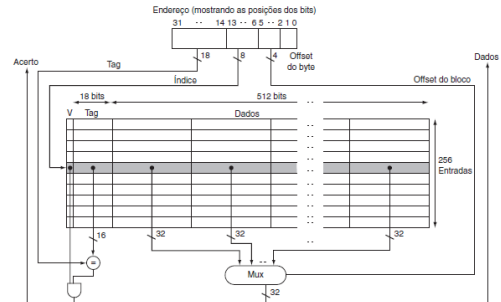 Endereço (mostrando as posições dos bits)
31 ·· 14 13 ·· 6 5 ·· 2 1 0
Acerto
Tag
18
8
4
Offset
do byte
Dados
Índice
Offset do bloco
18 bits
512 bits
V
Tag
Dados
256
Entradas
16
32
32
32
=
Mux
32